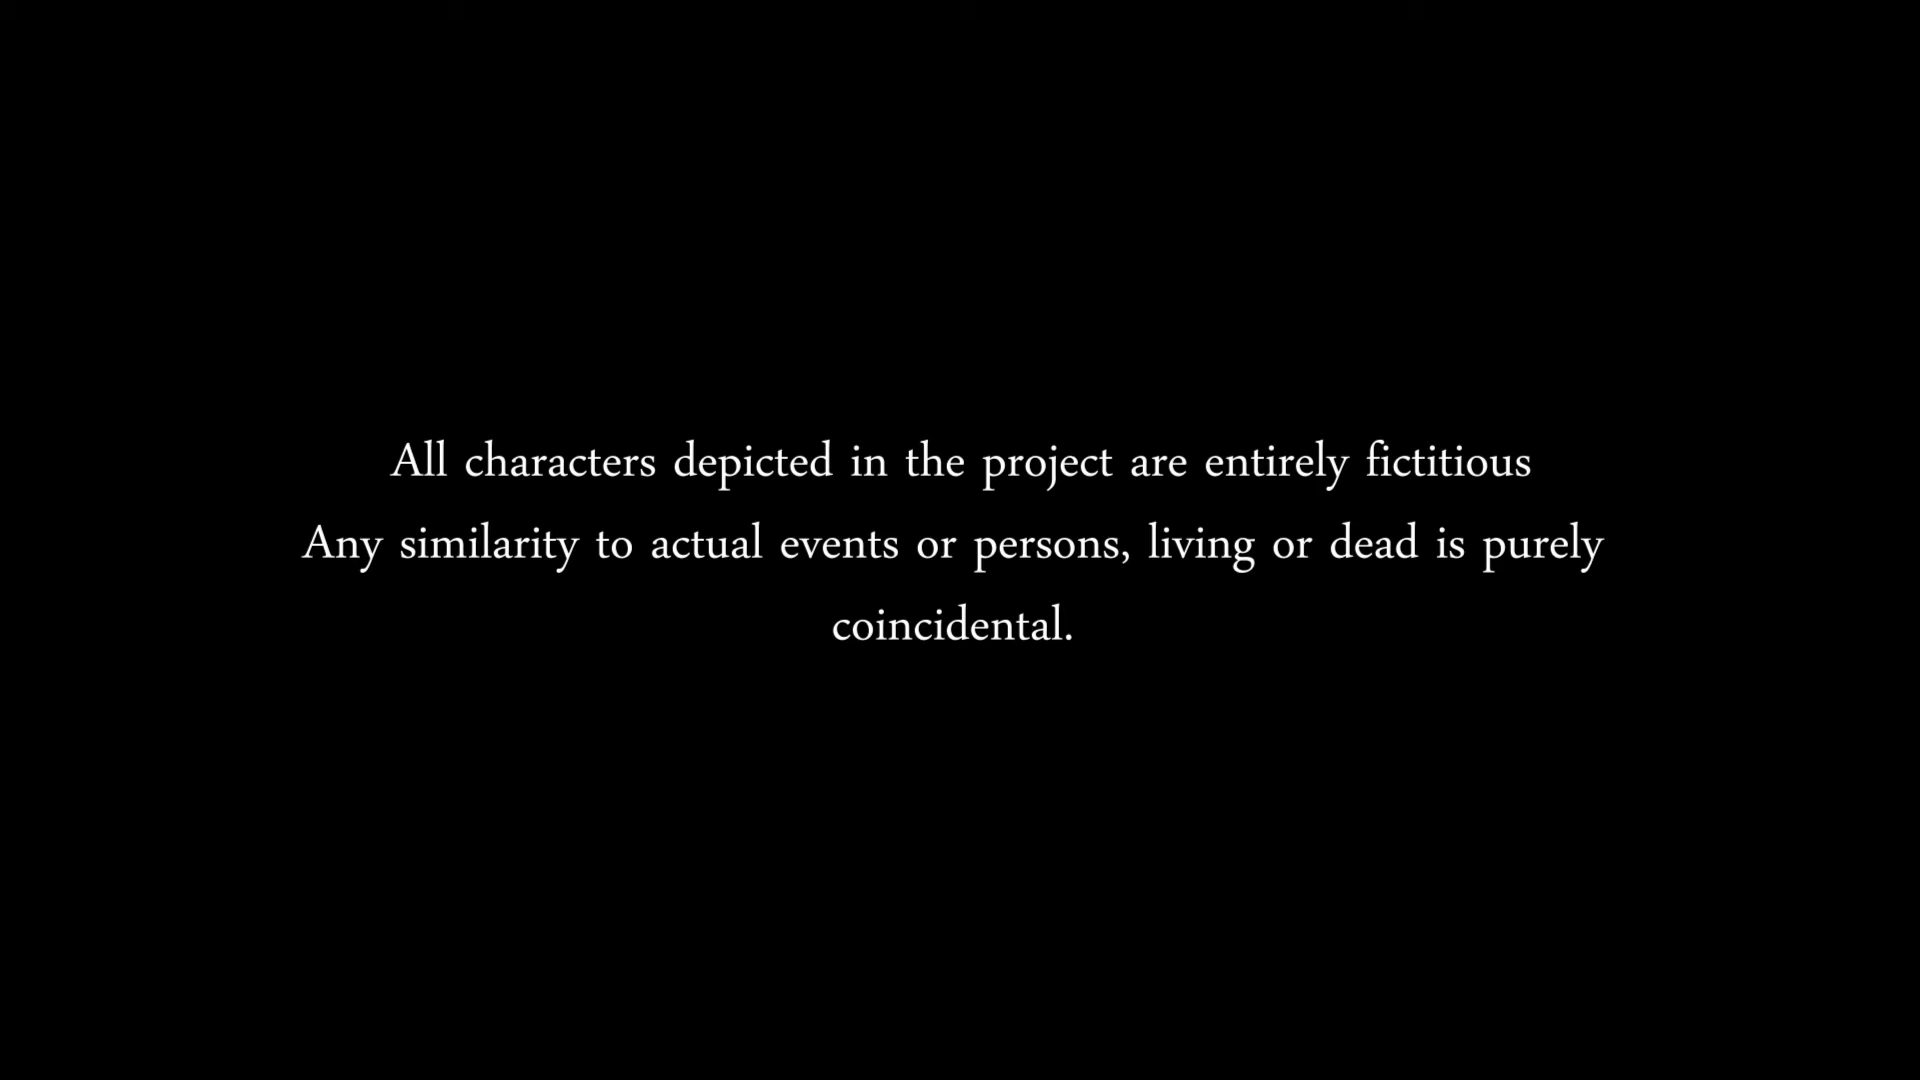 All characters depicted in the project are entirely fictitious
Any similarity to actual events or persons, living or dead is purely
coincidental.